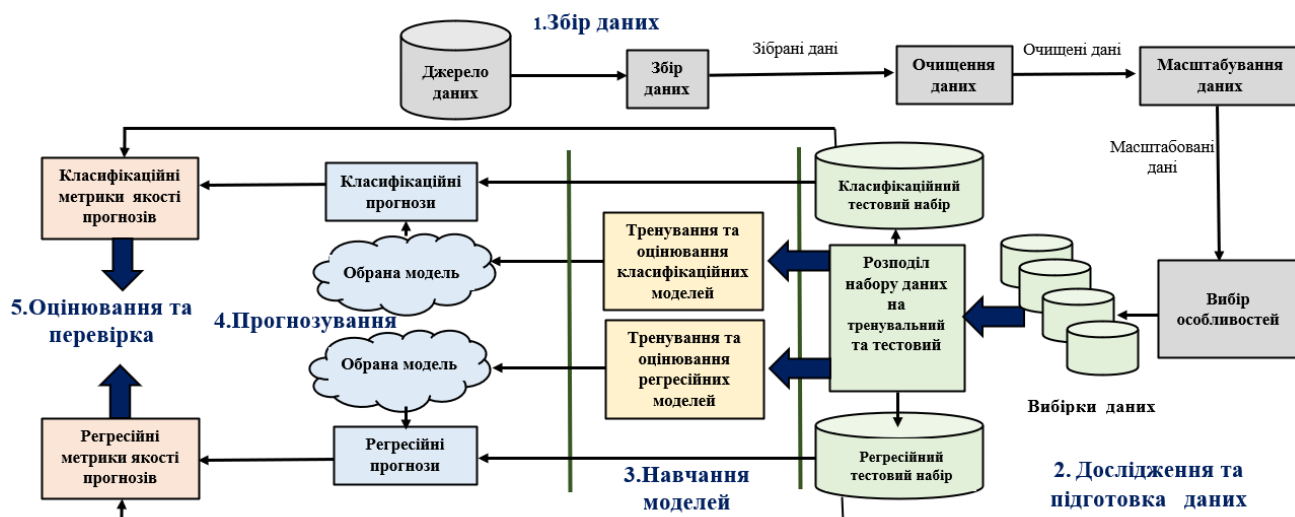 1.Збір даних
Джерело
даних
Збір
даних
Зібрані дані
Очищення
даних
Очищені дані
Масштабування
даних
Масштабовані
дані
Класифікаційні
метрики якості
прогнозів
Класифікаційні
прогнози
Класифікаційний
тестовий набір
Обрана модель
Тренування та
оцінювання
класифікаційних
моделей
Розподіл
набору даних
на
тренувальний
та тестовий
Вибір
особливостей
5.Оцінювання та
перевірка
4.Прогнозування
Обрана модель
Тренування та
оцінювання
регресійних
моделей
Вибірки даних
Регресійні
метрики якості
прогнозів
Регресійні
прогнози
3.Навчання
моделей
Регресійний
тестовий набір
2. Дослідження та
підготовка даних